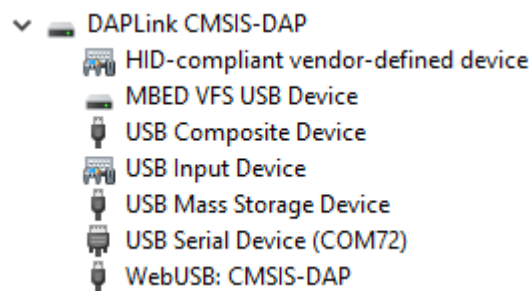 DAPLink CMSIS-DAP
HID-compliant vendor-defined device
MBED VFS USB Device
USB Composite Device
USB Input Device
USB Mass Storage Device
USB Serial Device (COM72)
WebUSB: CMSIS-DAP